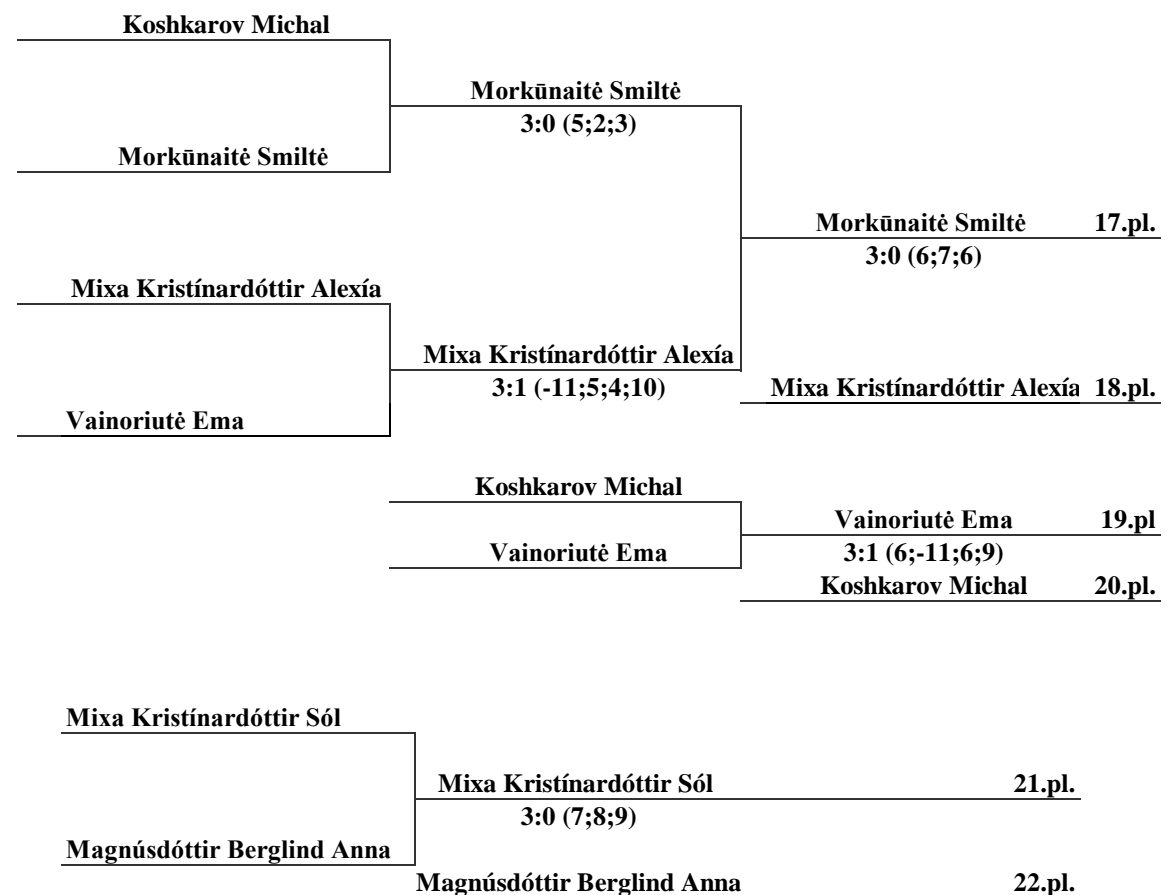 Koshkarov Michal
Morkūnaitė Smiltė
3:0 (5;2;3)
Morkūnaitė Smiltė
Morkūnaitė Smiltė 17.pl.
3:0 (6;7;6)
Mixa Kristínardóttir Alexía
Mixa Kristínardóttir Alexía
3:1 (-11;5;4;10)
Mixa Kristínardóttir Alexía 18.pl.
Vainoriutė Ema
Koshkarov Michal
Vainoriutė Ema 19.pl
Vainoriutė Ema
3:1 (6;-11;6;9)
Koshkarov Michal 20.pl.
Mixa Kristínardóttir Sól
Mixa Kristínardóttir Sól 21.pl.
3:0 (7;8;9)
Magnúsdóttir Berglind Anna
Magnúsdóttir Berglind Anna 22.pl.